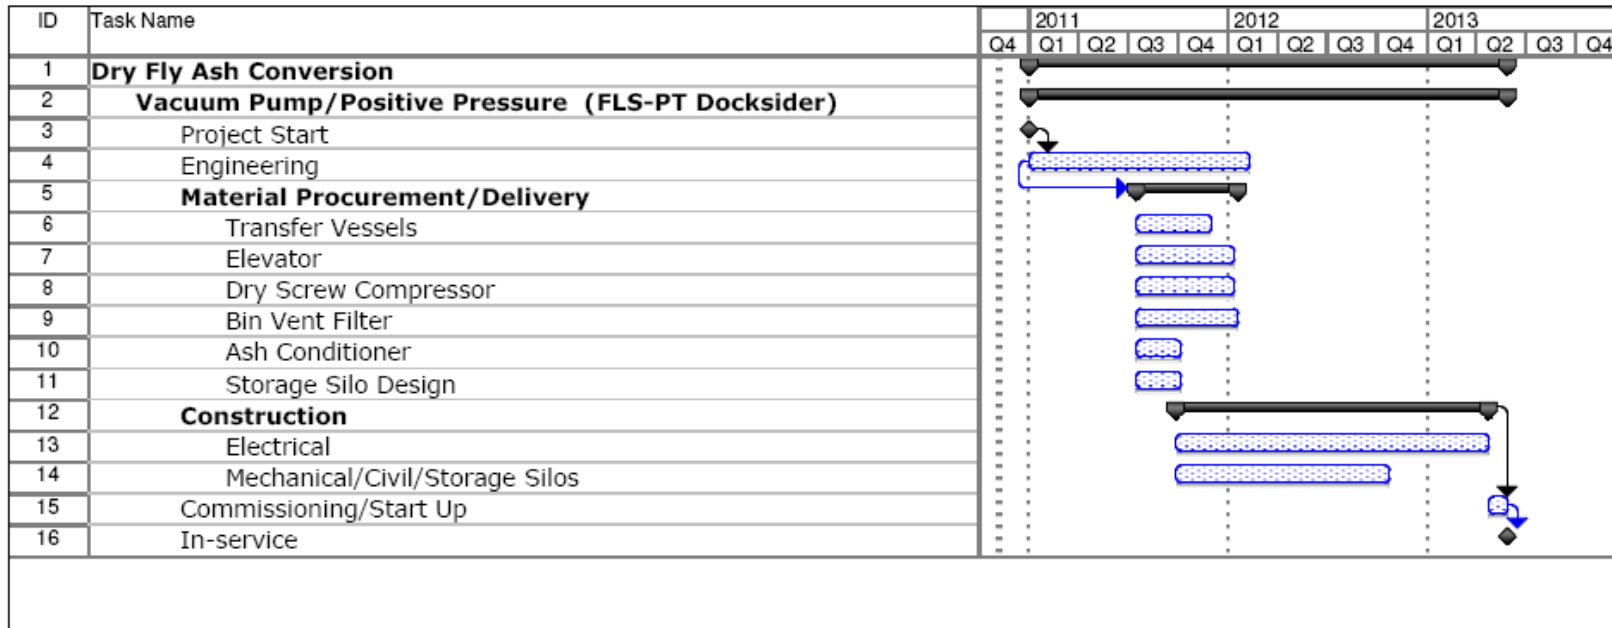 ID Task Name 2011 2012 2013
Q4 Q1 Q2 Q3 Q4 Q1 Q2 Q3 Q4 Q1 Q2 Q3 Q4
1 Dry Fly Ash Conversion
2 Vacuum Pump/Positive Pressure (FLS-PT Docksider)
3 Project Start
4 Engineering
5 Material Procurement/Delivery
6 Transfer Vessels
7 Elevator
8 Dry Screw Compressor
9 Bin Vent Filter
10 Ash Conditioner
11 Storage Silo Design
12 Construction
13 Electrical
14 Mechanical/Civil/Storage Silos
15 Commissioning/Start Up
16 In-service